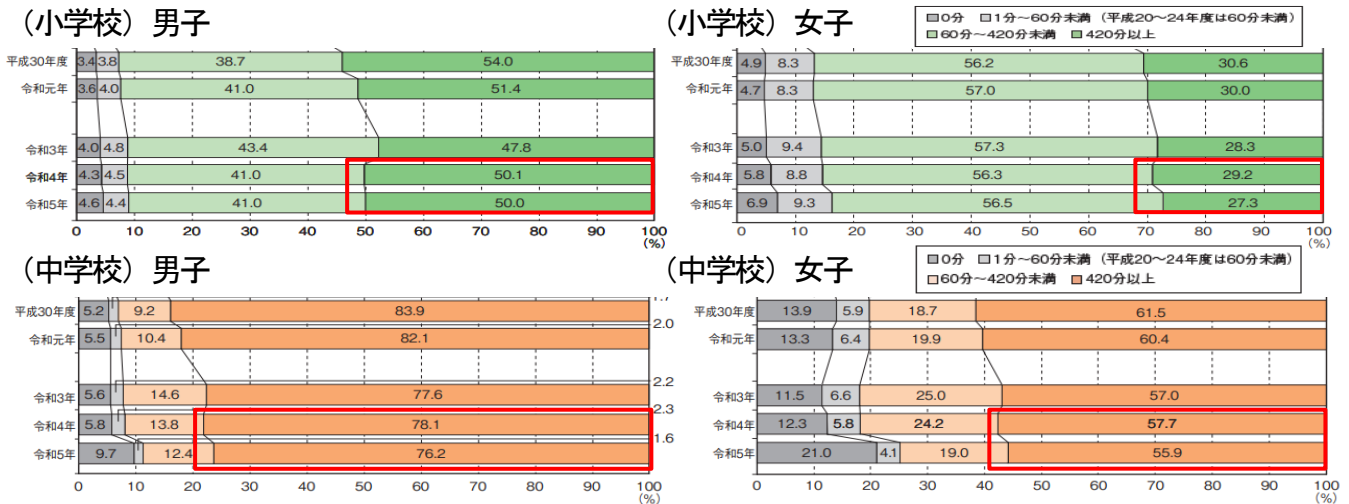 （小学校）男子
平成30年度 3.4 3.8 38.7 54.0
令和元年 3.6 4.0 41.0 51.4
令和3年 4.0 4.8 43.4 47.8
令和4年 4.3 4.5 41.0 50.1
令和5年 4.6 4.4 41.0 50.0
0 10 20 30 40 50 60 70 80 90 100
(%)
（小学校）女子
■0分 □1分～60分未満（平成20～24年度は60分未満）
□60分～420分未満 ■420分以上
平成30年度 4.9 8.3 56.2 30.6
令和元年 4.7 8.3 57.0 30.0
令和3年 5.0 9.4 57.3 28.3
令和4年 5.8 8.8 56.3 29.2
令和5年 6.9 9.3 56.5 27.3
0 10 20 30 40 50 60 70 80 90 100
(%)
（中学校）男子
平成30年度 5.2 9.2 83.9 1.7
令和元年 5.5 10.4 82.1 2.0
令和3年 5.6 14.6 77.6 2.2
令和4年 5.8 13.8 78.1 2.3
令和5年 9.7 12.4 76.2 1.6
0 10 20 30 40 50 60 70 80 90 100
(%)
（中学校）女子
■0分 □1分～60分未満（平成20～24年度は60分未満）
□60分～420分未満 ■420分以上
平成30年度 13.9 5.9 18.7 61.5
令和元年 13.3 6.4 19.9 60.4
令和3年 11.5 6.6 25.0 57.0
令和4年 12.3 5.8 24.2 57.7
令和5年 21.0 4.1 19.0 55.9
0 10 20 30 40 50 60 70 80 90 100
(%)